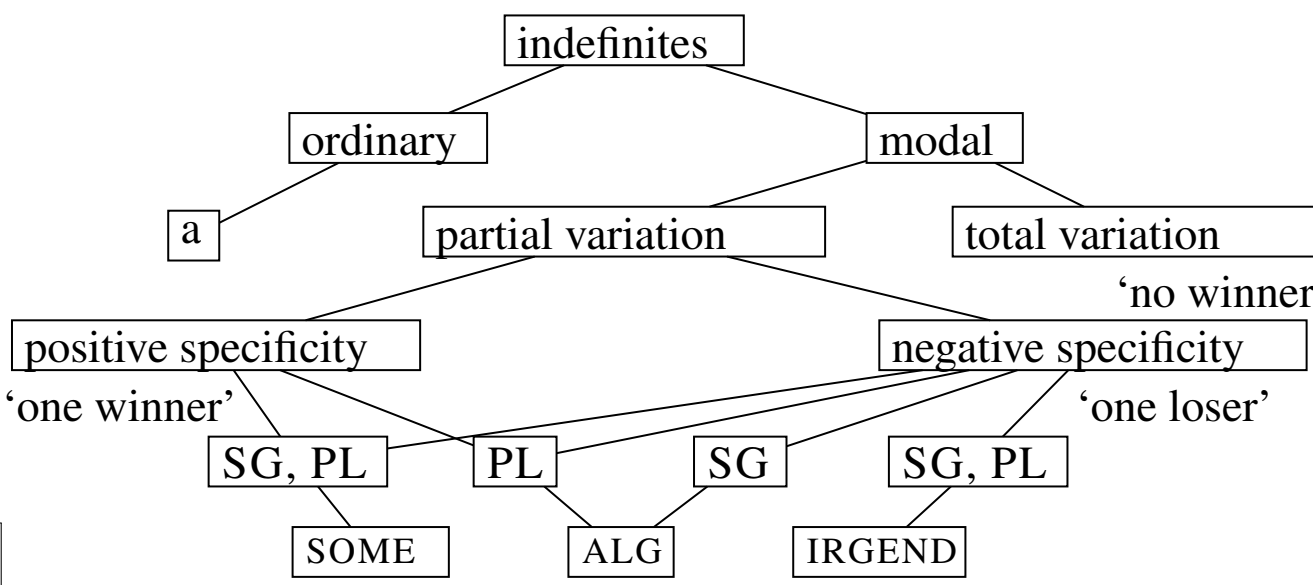 indefinites
ordinary modal
a partial variation total variation
‘no winner
positive specificity negative specificity
‘one winner’ ‘one loser’
SG, PL PL SG SG, PL
SOME ALG IRGEND